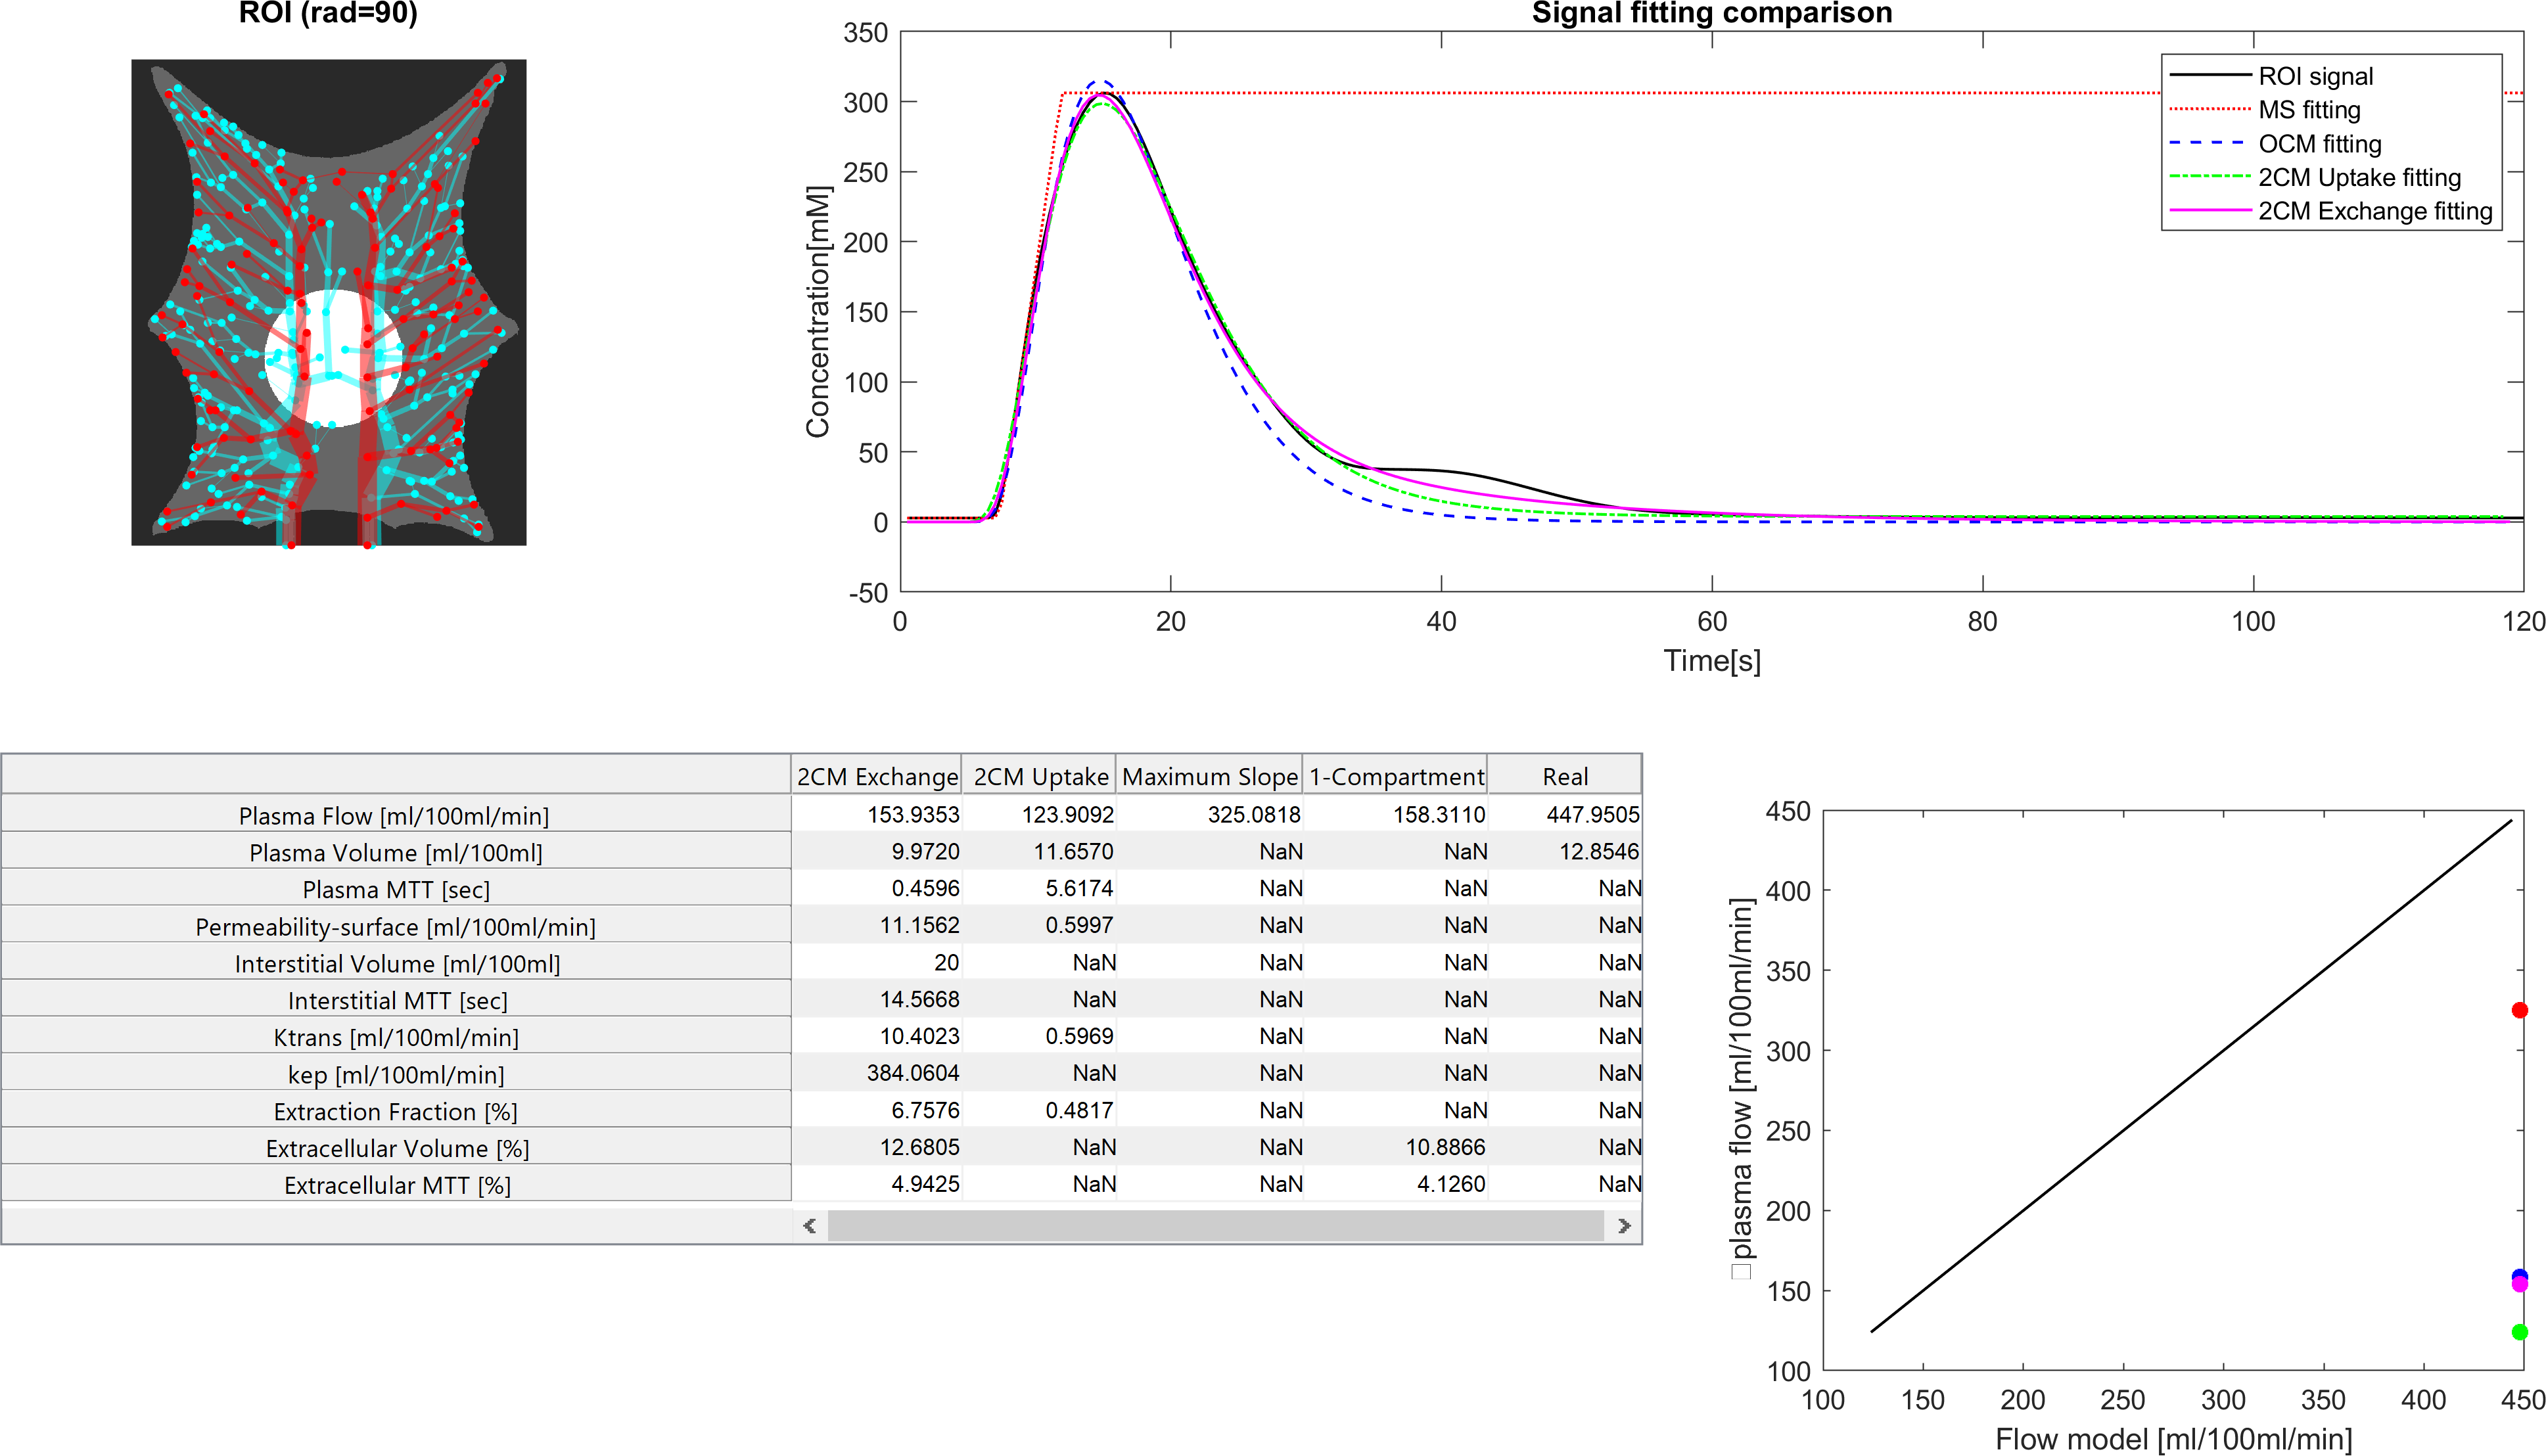 ROI (rad=90)
Signal fitting comparison
350
300
250
200
150
100
50
0
-50
Concentration[mM]
0 20 40 60 80 100 120
Time[s]
ROI signal
MS fitting
OCM fitting
2CM Uptake fitting
2CM Exchange fitting
2CM Exchange 2CM Uptake Maximum Slope 1-Compartment Real
Plasma Flow [ml/100ml/min] 153.9353 123.9092 325.0818 158.3110 447.9505
Plasma Volume [ml/100ml] 9.9720 11.6570 NaN NaN 12.8546
Plasma MTT [sec] 0.4596 5.6174 NaN NaN NaN
Permeability-surface [ml/100ml/min] 11.1562 0.5997 NaN NaN NaN
Interstitial Volume [ml/100ml] 20 NaN NaN NaN NaN
Interstitial MTT [sec] 14.5668 NaN NaN NaN NaN
Ktrans [ml/100ml/min] 10.4023 0.5969 NaN NaN NaN
kep [ml/100ml/min] 384.0604 NaN NaN NaN NaN
Extraction Fraction [%] 6.7576 0.4817 NaN NaN NaN
Extracellular Volume [%] 12.6805 NaN NaN 10.8866 NaN
Extracellular MTT [%] 4.9425 NaN NaN 4.1260 NaN
450
400
350
300
250
200
150
100
□plasma flow [ml/100ml/min]
100 150 200 250 300 350 400 450
Flow model [ml/100ml/min]